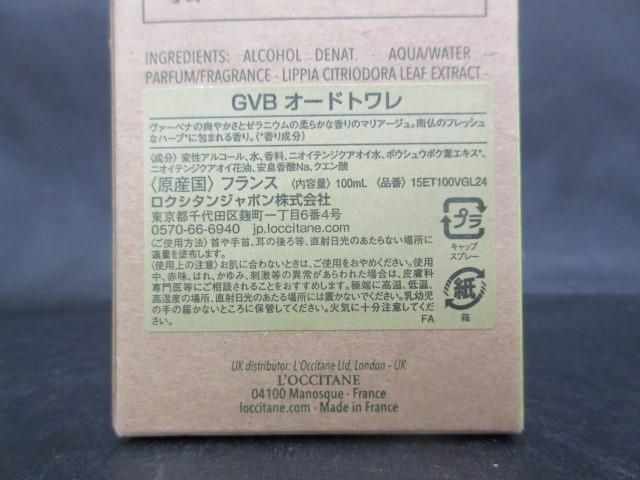 INGREDIENTS: ALCOHOL DENAT. - AQUA/WATER
PARFUM/FRAGRANCE - LIPPIA CITRIODORA LEAF EXTRACT -
GVB オードトワレ
ヴァーベナの爽やかさとゼラニウムの柔らかな香りのマリアージュ。南仏のフレッシュ
なハーブ*に包まれる香り。(*香り成分)
〈成分〉変性アルコール、水、香料、ニオイテンジクアオイ水、ボウシュウボク葉エキス*、
ニオイテンジクアオイ花油、安息香酸Na、クエン酸
〈原産国〉フランス 〈内容量〉100mL 〈品番〉15ET100VGL24
ロクシタンジャポン株式会社
東京都千代田区麹町一丁目6番4号
0570-66-6940 jp.loccitane.com
プラ
キャップ
スプレー
〈ご使用方法〉首や手首、耳の後ろ等、直射日光のあたらない場所に
適量を塗布します。
〈使用上の注意〉お肌に合わないときは、ご使用をおやめください。使用
中、赤味、はれ、かゆみ、刺激等の異常があらわれた場合は、皮膚科
専門医等にご相談されることをおすすめします。極端に高温、低温、
高湿度の場所、直射日光のあたる場所には置かないでください。乳幼児
の手の届かないところに保管してください。火気に十分注意してくだ
さい。
FA
紙
箱
UK distributor: L'Occitane Ltd, London - UK
L'OCCITANE
04100 Manosque - France
loccitane.com - Made in France